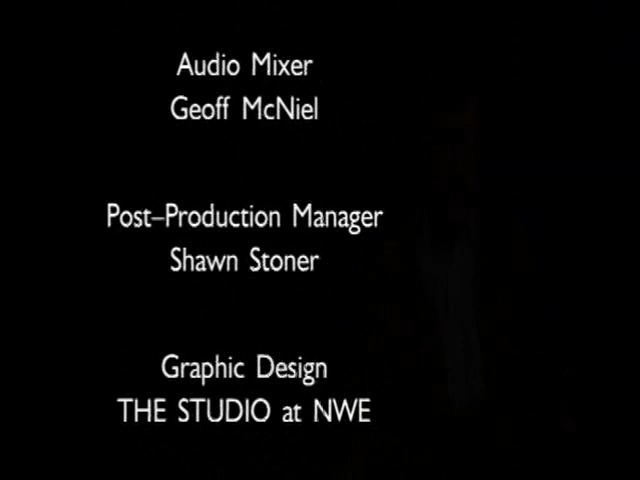 Audio Mixer
Geoff McNiel
Post–Production Manager
Shawn Stoner
Graphic Design
THE STUDIO at NWE